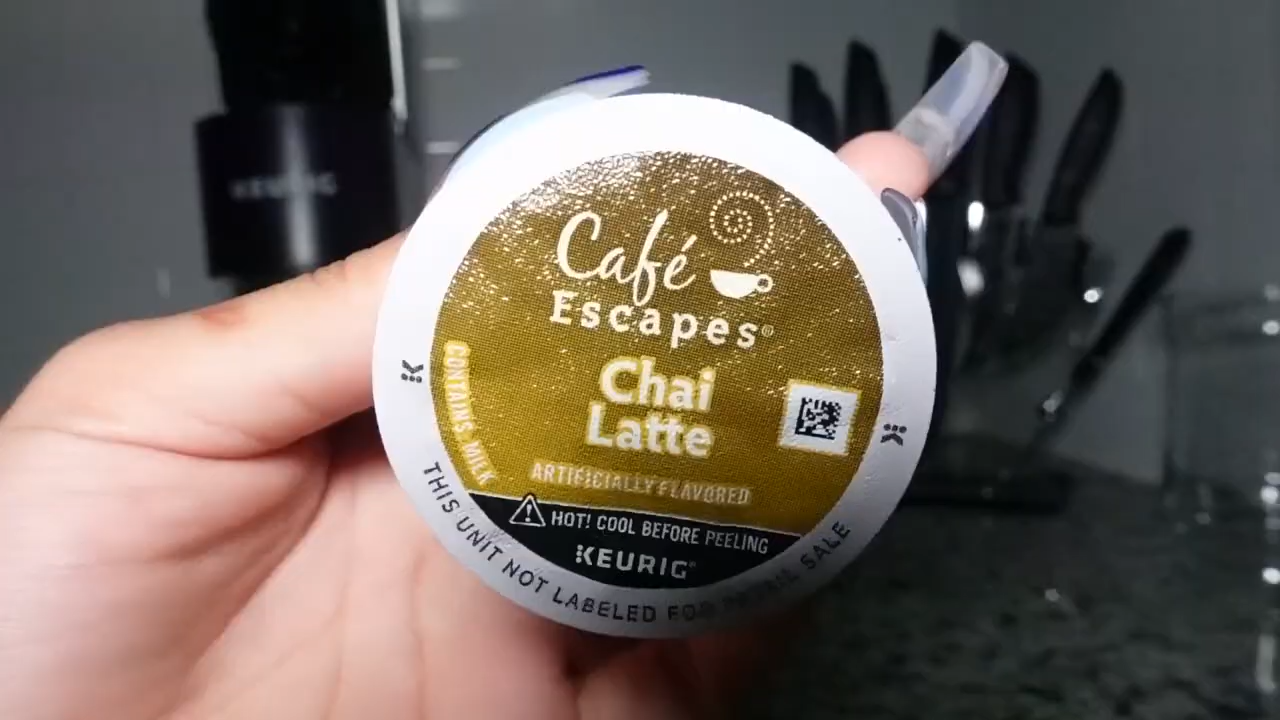 KEURIG
Café
Escapes®
Chai
Latte
CONTAINS MILK
ARTIFICIALLY FLAVORED
HOT! COOL BEFORE PEELING
KEURIG®
THIS UNIT NOT LABELED FOR RETAIL SALE